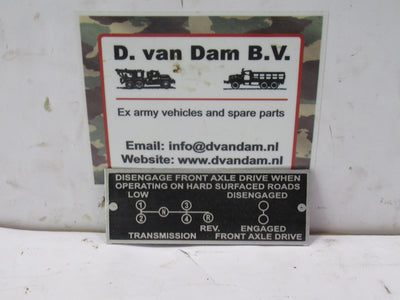 D. van Dam B.V.
Ex army vehicles and spare parts
Email: info@dvandam.nl
Website: www.dvandam.nl
DISENGAGE FRONT AXLE DRIVE WHEN
OPERATING ON HARD SURFACED ROADS
LOW DISENGAGED
1 3
N
2 4 R
REV. ENGAGED
TRANSMISSION FRONT AXLE DRIVE